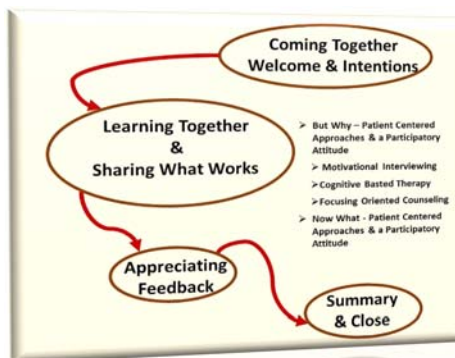 Coming Together
Welcome & Intentions
Learning Together
&
Sharing What Works
➢ But Why – Patient Centered
Approaches & a Participatory
Attitude
➢ Motivational Interviewing
➢Cognitive Basted Therapy
➢Focusing Oriented Counseling
➢ Now What - Patient Centered
Approaches & a Participatory
Attitude
Appreciating
Feedback
Summary
& Close